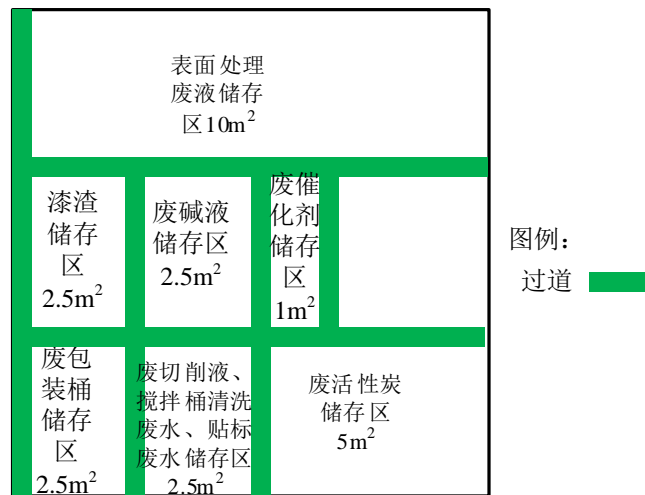 表面处理
废液储存
区10m²
漆渣
储存
区
2.5m²
废碱液
储存区
2.5m²
废催
化剂
储存
区
1m²
图例：
过道
废包
装桶
储存
区
2.5m²
废切削液、
搅拌桶清洗
废水、贴标
废水储存区
2.5m²
废活性炭
储存区
5m²